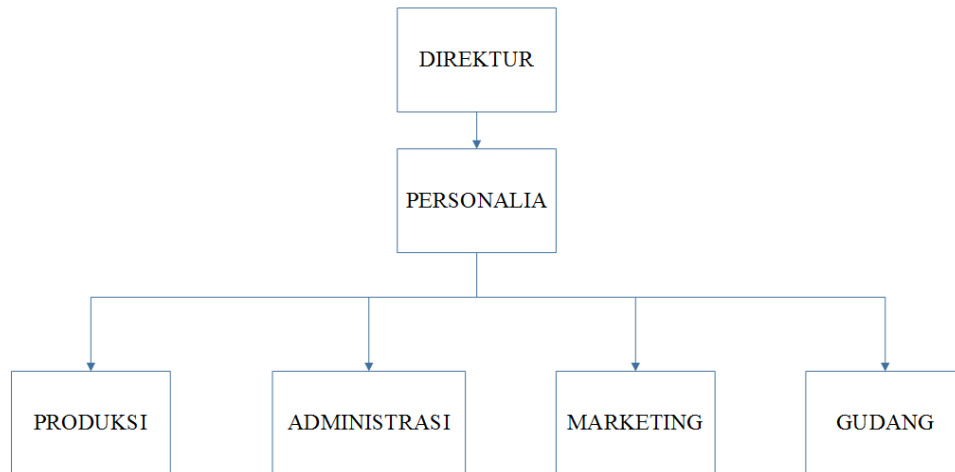 DIREKTUR
PERSONALIA
PRODUKSI
ADMINISTRASI
MARKETING
GUDANG